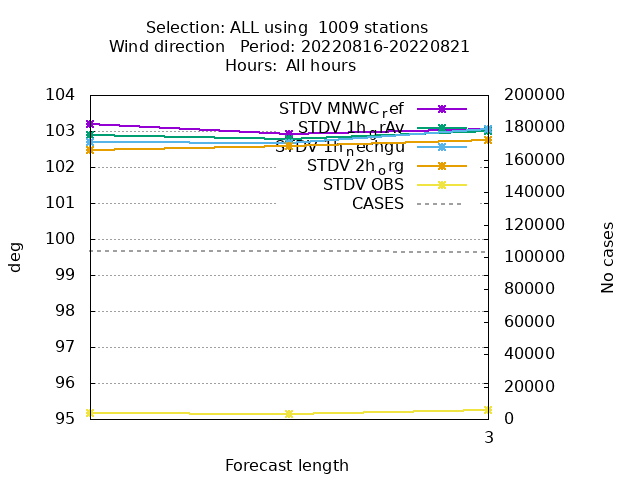 Selection: ALL using  1009 stations
Wind direction   Period: 20220816-20220821
Hours:  All hours
104
103
102
101
100
99
98
97
96
95
200000
180000
160000
140000
120000
100000
80000
60000
40000
20000
0
STDV MNWC_ref
STDV 1h_grAv
STDV 1h_nechgu
STDV 2h_org
STDV OBS
CASES
deg
No cases
3
Forecast length